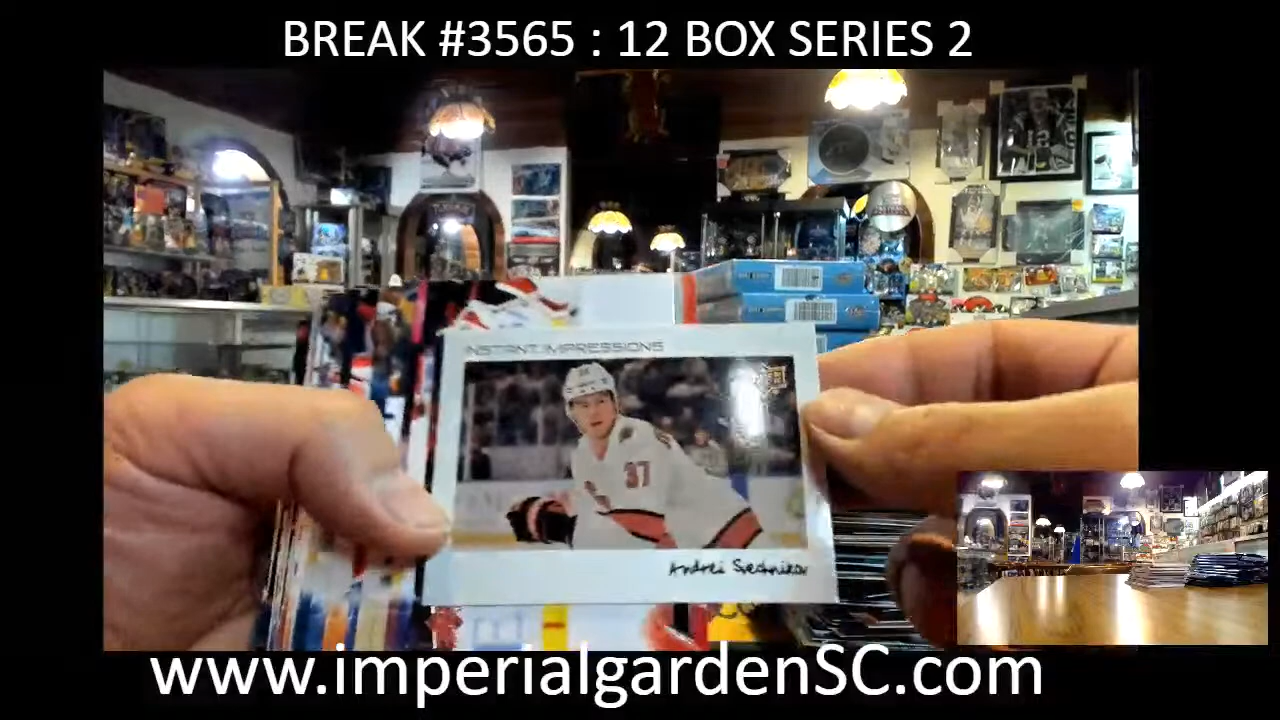 BREAK #3565 : 12 BOX SERIES 2
INSTANT IMPRESSIONS
37
Andrei Svechnikov
www.imperialgardenSC.com